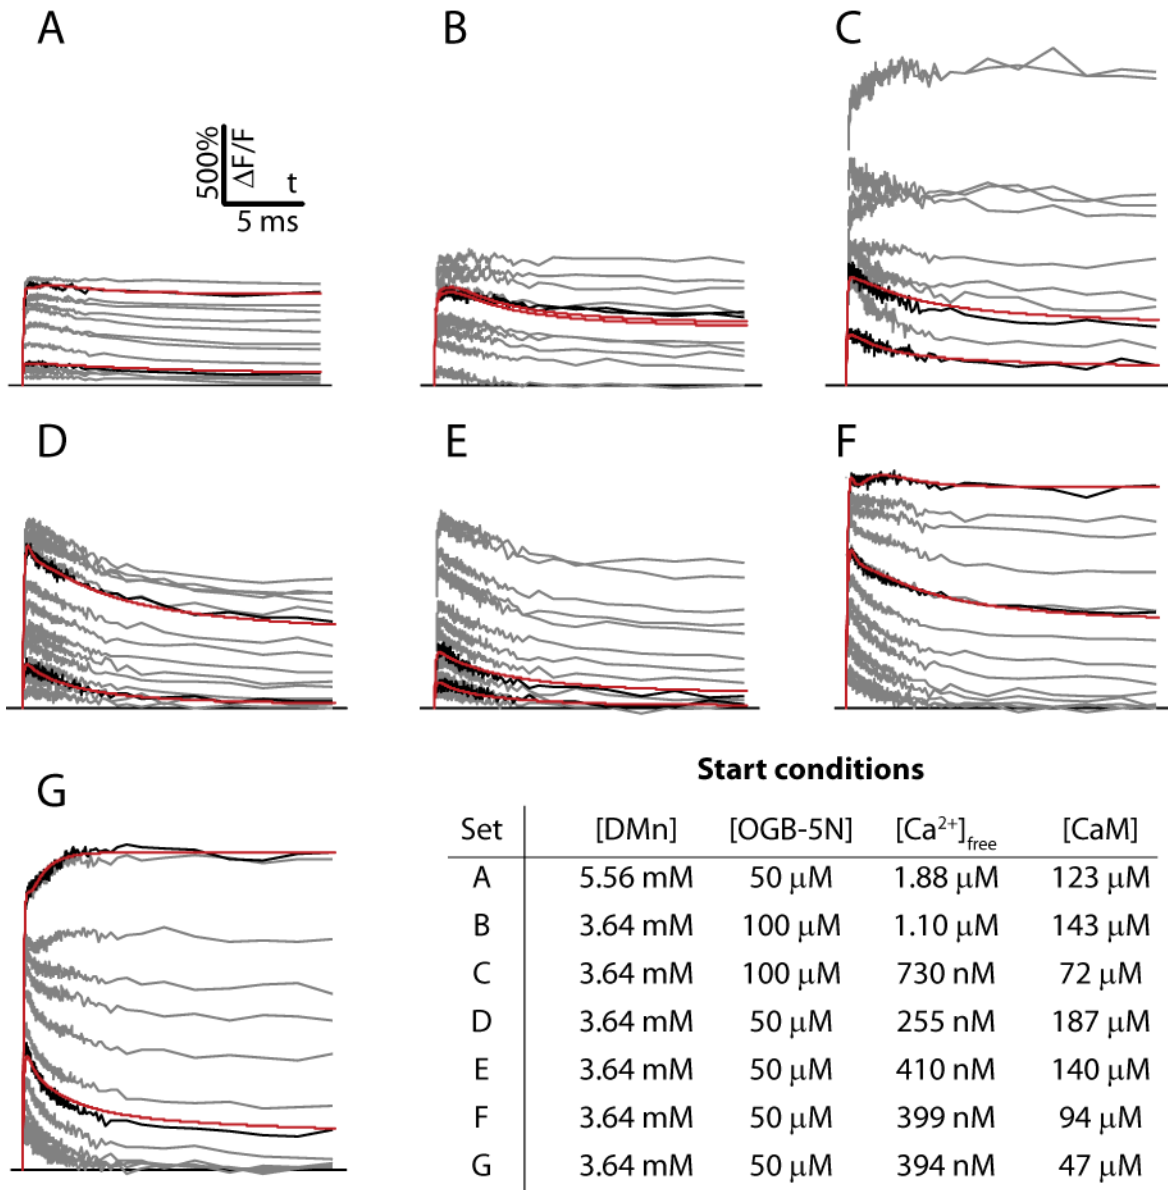 A
B
C
500%
ΔF/F
t
5 ms
D
E
F
G
Start conditions
Set [DMn] [OGB-5N] [Ca2+]free [CaM]
A 5.56 mM 50 μM 1.88 μM 123 μM
B 3.64 mM 100 μM 1.10 μM 143 μM
C 3.64 mM 100 μM 730 nM 72 μM
D 3.64 mM 50 μM 255 nM 187 μM
E 3.64 mM 50 μM 410 nM 140 μM
F 3.64 mM 50 μM 399 nM 94 μM
G 3.64 mM 50 μM 394 nM 47 μM